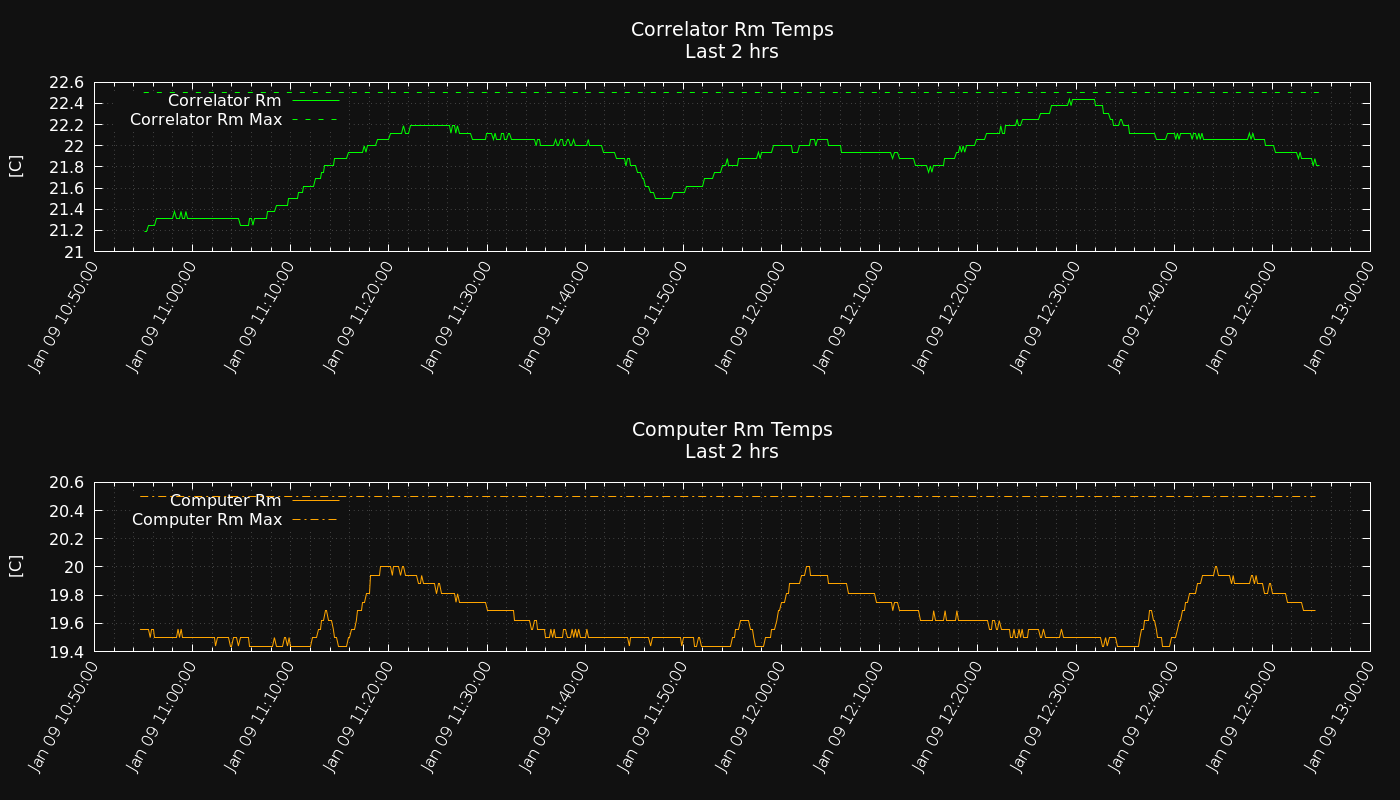 Correlator Rm Temps
Last 2 hrs
22.6
22.4
22.2
22
21.8
21.6
21.4
21.2
21
[C]
Correlator Rm
Correlator Rm Max
Jan 09 10:50:00
Jan 09 11:00:00
Jan 09 11:10:00
Jan 09 11:20:00
Jan 09 11:30:00
Jan 09 11:40:00
Jan 09 11:50:00
Jan 09 12:00:00
Jan 09 12:10:00
Jan 09 12:20:00
Jan 09 12:30:00
Jan 09 12:40:00
Jan 09 12:50:00
Jan 09 13:00:00
Computer Rm Temps
Last 2 hrs
20.6
20.4
20.2
20
19.8
19.6
19.4
[C]
Computer Rm
Computer Rm Max
Jan 09 10:50:00
Jan 09 11:00:00
Jan 09 11:10:00
Jan 09 11:20:00
Jan 09 11:30:00
Jan 09 11:40:00
Jan 09 11:50:00
Jan 09 12:00:00
Jan 09 12:10:00
Jan 09 12:20:00
Jan 09 12:30:00
Jan 09 12:40:00
Jan 09 12:50:00
Jan 09 13:00:00